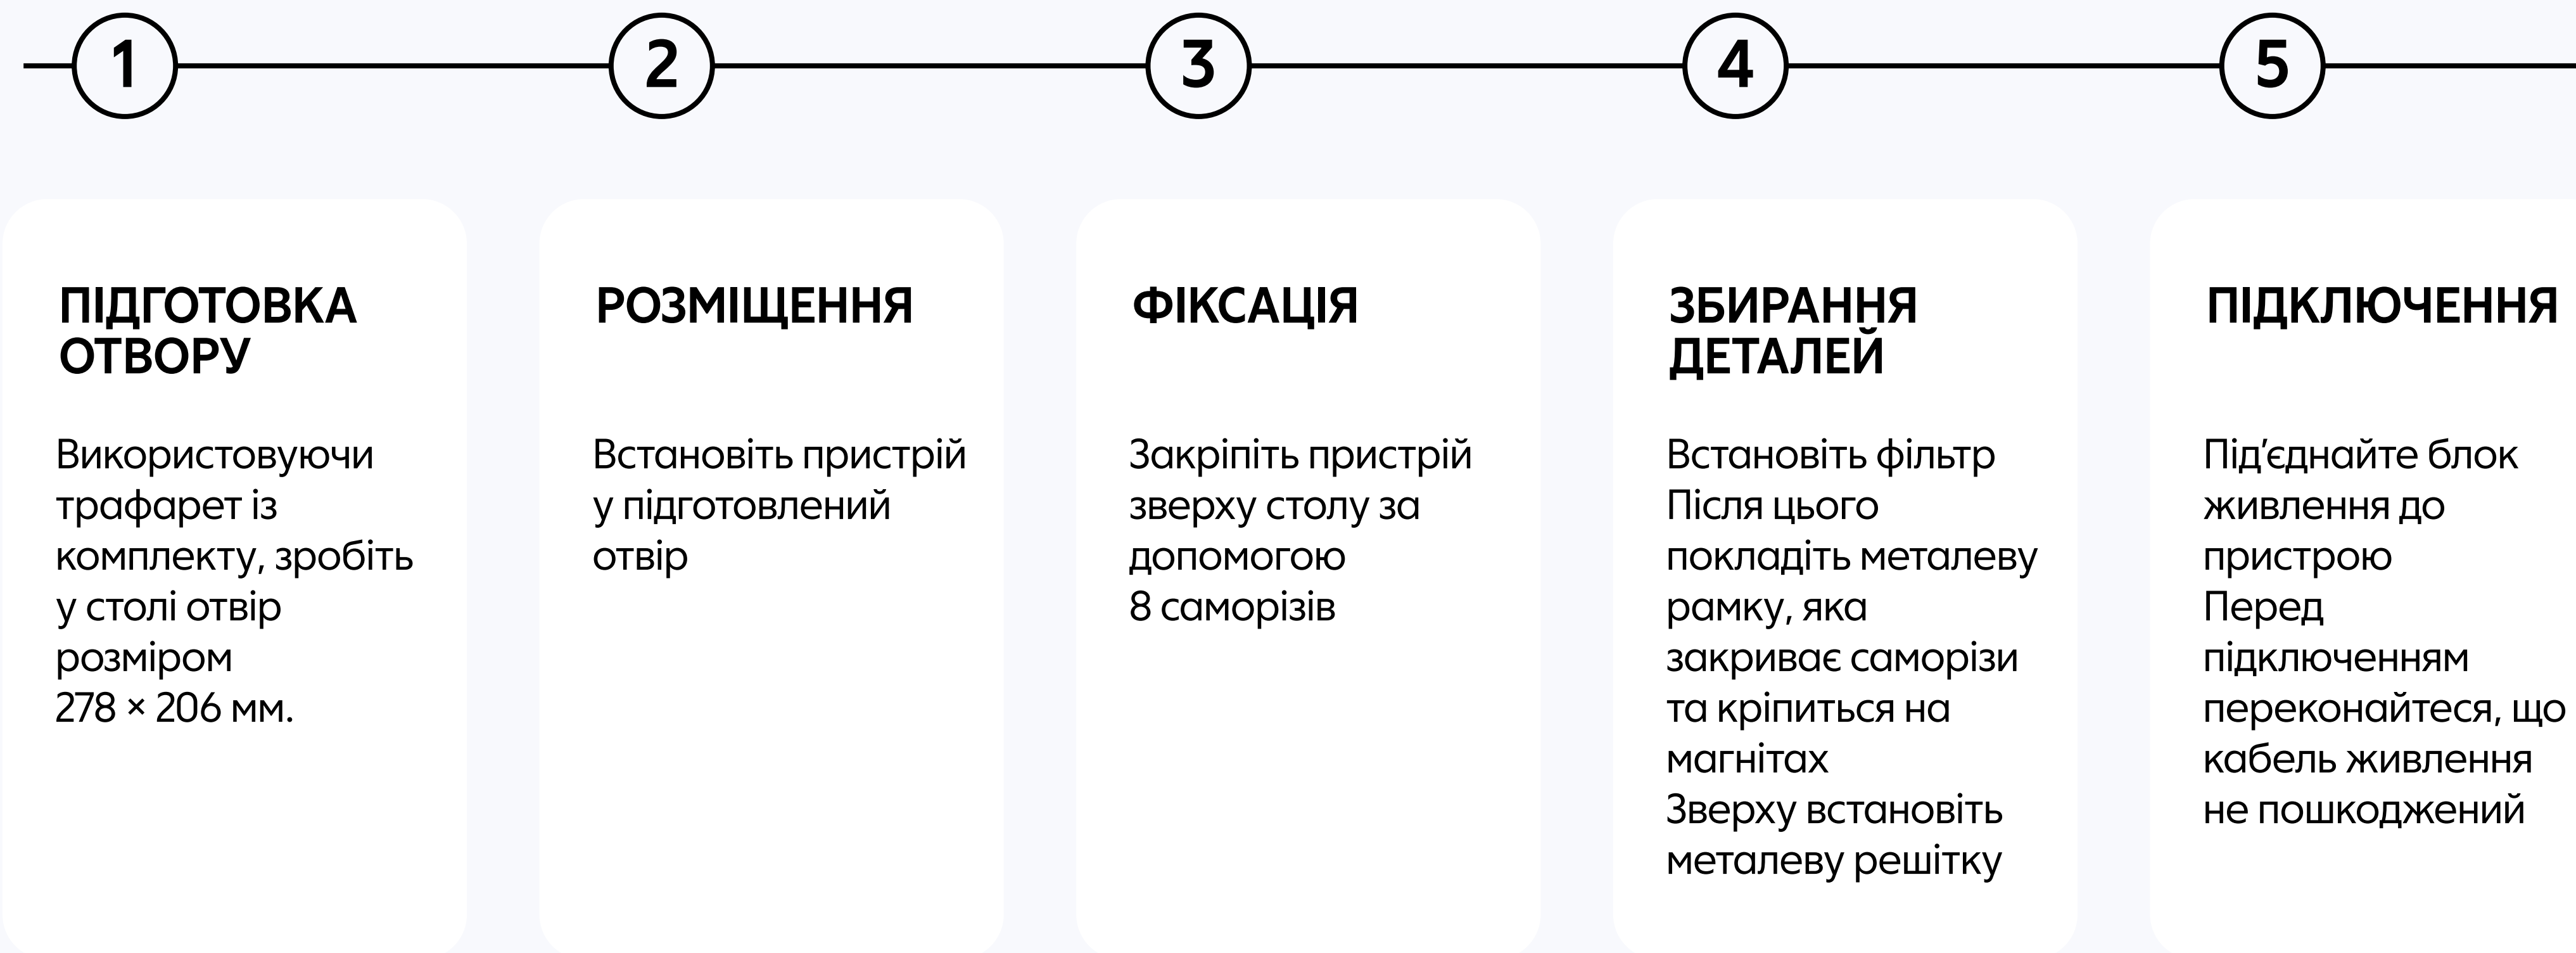 1
2
3
4
5
ПІДГОТОВКА
ОТВОРУ
Використовуючи
трафарет із
комплекту, зробіть
у столі отвір
розміром
278 × 206 мм.
РОЗМІЩЕННЯ
Встановіть пристрій
у підготовлений
отвір
ФІКСАЦІЯ
Закріпіть пристрій
зверху столу за
допомогою
8 саморізів
ЗБИРАННЯ
ДЕТАЛЕЙ
Встановіть фільтр
Після цього
покладіть металеву
рамку, яка
закриває саморізи
та кріпиться на
магнітах
Зверху встановіть
металеву решітку
ПІДКЛЮЧЕННЯ
Під’єднайте блок
живлення до
пристрою
Перед
підключенням
переконайтеся, що
кабель живлення
не пошкоджений